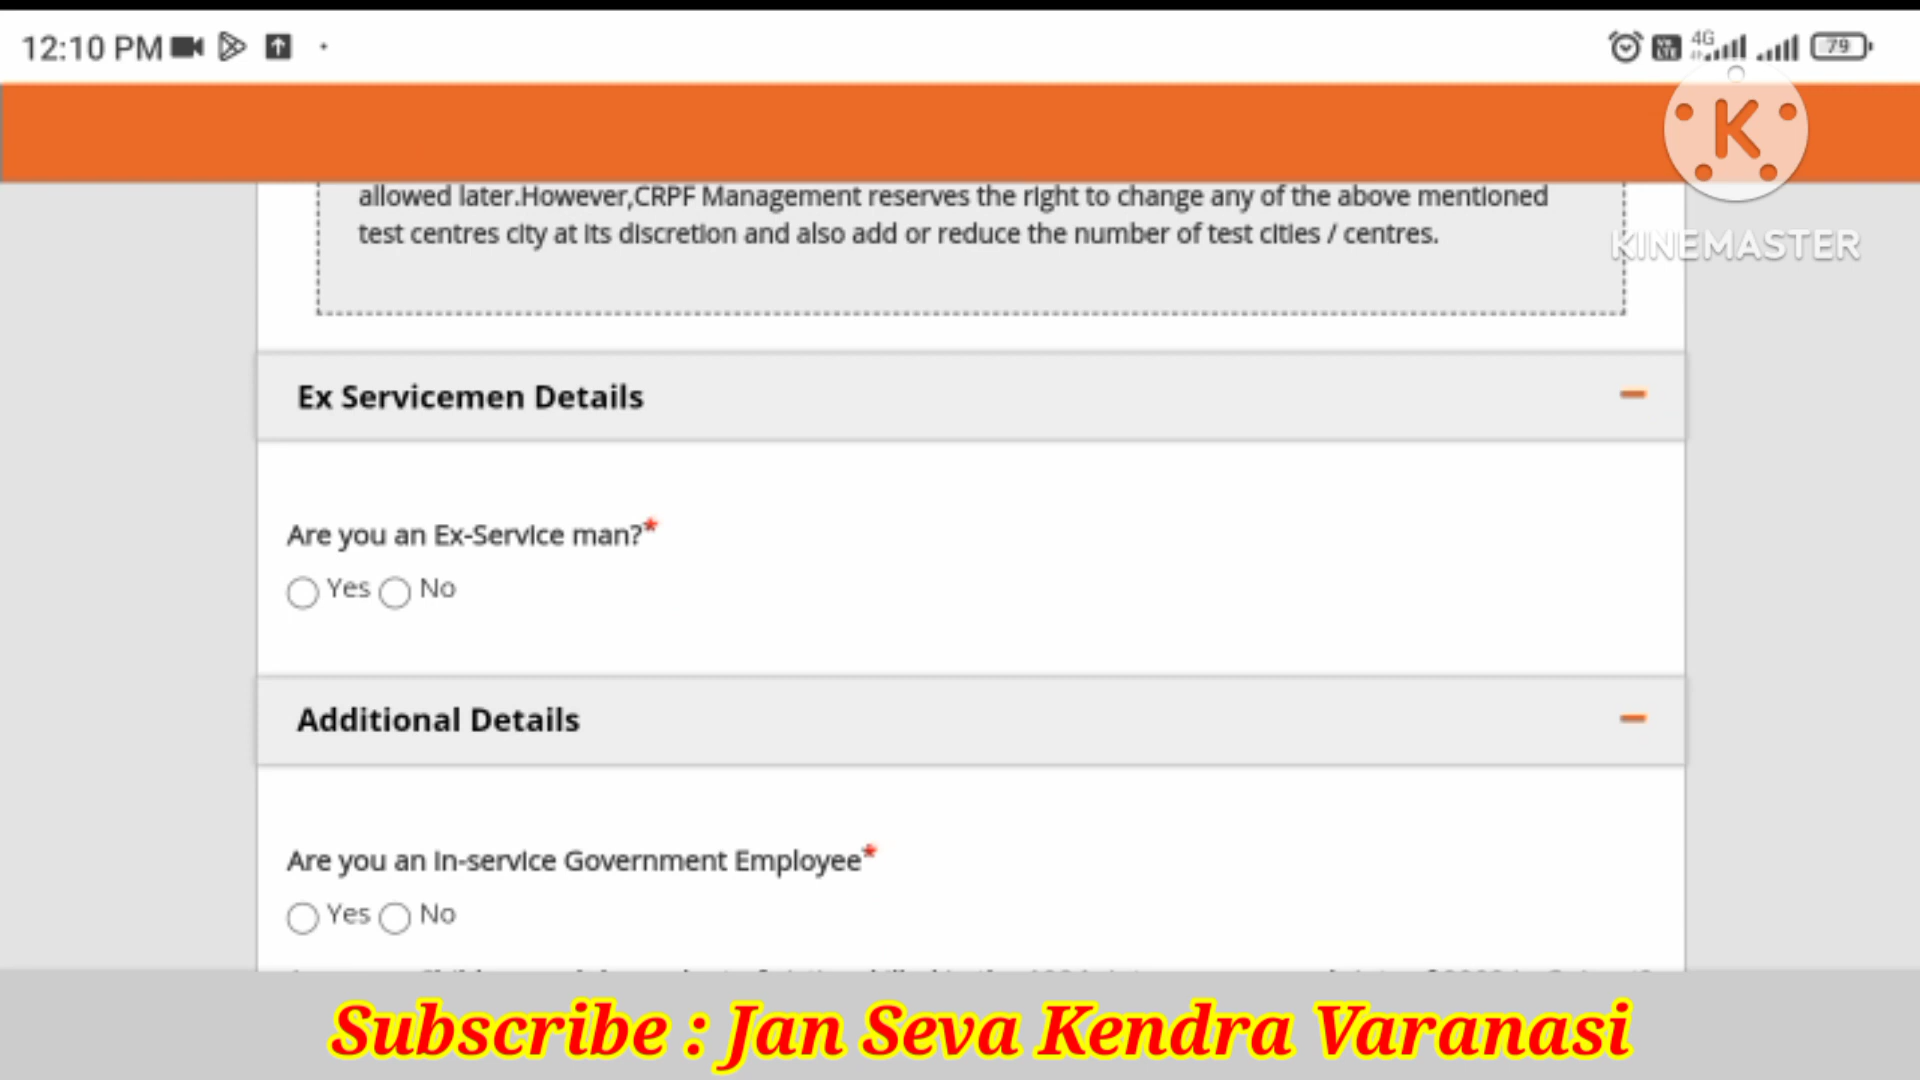 12:10 PM
4G
79
K
KINEMASTER
allowed later.However,CRPF Management reserves the right to change any of the above mentioned
test centres city at its discretion and also add or reduce the number of test cities / centres.
Ex Servicemen Details
Are you an Ex-Service man?*
Yes No
Additional Details
Are you an In-service Government Employee*
Yes No
Subscribe : Jan Seva Kendra Varanasi